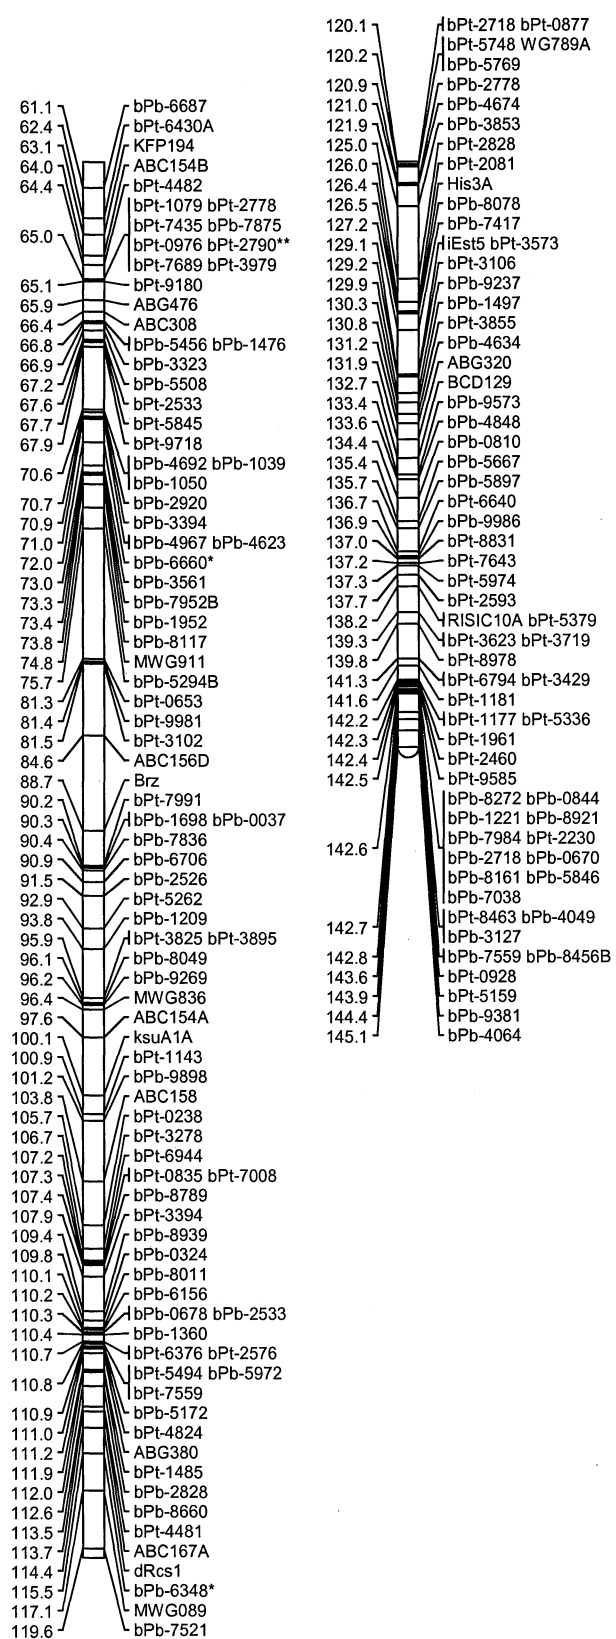 61.1 bPb-6687
62.4 bPt-6430A
63.1 KFP194
64.0 ABC154B
64.4 bPt-4482
bPt-1079 bPt-2778
bPt-7435 bPb-7875
65.0 bPt-0976 bPt-2790**
bPt-7689 bPt-3979
65.1 bPt-9180
65.9 ABG476
66.4 ABC308
66.8 bPb-5456 bPb-1476
66.9 bPb-3323
67.2 bPb-5508
67.6 bPt-2533
67.7 bPt-5845
67.9 bPt-9718
70.6 bPb-4692 bPb-1039
bPb-1050
70.7 bPb-2920
70.9 bPb-3394
71.0 bPb-4967 bPb-4623
72.0 bPb-6660*
73.0 bPb-3561
73.3 bPb-7952B
73.4 bPb-1952
73.8 bPb-8117
74.8 MWG911
75.7 bPb-5294B
81.3 bPt-0653
81.4 bPt-9981
81.5 bPt-3102
84.6 ABC156D
88.7 Brz
90.2 bPt-7991
90.3 bPb-1698 bPb-0037
90.4 bPb-7836
90.9 bPb-6706
91.5 bPb-2526
92.9 bPt-5262
93.8 bPb-1209
95.9 bPt-3825 bPt-3895
96.1 bPb-8049
96.2 bPb-9269
96.4 MWG836
97.6 ABC154A
100.1 ksuA1A
100.9 bPt-1143
101.2 bPb-9898
103.8 ABC158
105.7 bPt-0238
106.7 bPt-3278
107.2 bPt-6944
107.3 bPt-0835 bPt-7008
107.4 bPb-8789
107.9 bPt-3394
109.4 bPb-8939
109.8 bPb-0324
110.1 bPb-8011
110.2 bPb-6156
110.3 bPb-0678 bPb-2533
110.4 bPb-1360
110.7 bPt-6376 bPt-2576
110.8 bPt-5494 bPb-5972
bPt-7559
110.9 bPb-5172
111.0 bPt-4824
111.2 ABG380
111.9 bPt-1485
112.0 bPb-2828
112.6 bPb-8660
113.5 bPt-4481
113.7 ABC167A
114.4 dRcs1
115.5 bPb-6348*
117.1 MWG089
119.6 bPb-7521
120.1 bPt-2718 bPt-0877
120.2 bPt-5748 WG789A
bPb-5769
120.9 bPb-2778
121.0 bPb-4674
121.9 bPb-3853
125.0 bPt-2828
126.0 bPt-2081
126.4 His3A
126.5 bPb-8078
127.2 bPb-7417
129.1 iEst5 bPt-3573
129.2 bPt-3106
129.9 bPb-9237
130.3 bPb-1497
130.8 bPt-3855
131.2 bPb-4634
131.9 ABG320
132.7 BCD129
133.4 bPb-9573
133.6 bPb-4848
134.4 bPb-0810
135.4 bPb-5667
135.7 bPb-5897
136.7 bPt-6640
136.9 bPb-9986
137.0 bPt-8831
137.2 bPt-7643
137.3 bPt-5974
137.7 bPt-2593
138.2 RISIC10A bPt-5379
139.3 bPt-3623 bPt-3719
139.8 bPt-8978
141.3 bPt-6794 bPt-3429
141.6 bPt-1181
142.2 bPt-1177 bPt-5336
142.3 bPt-1961
142.4 bPt-2460
142.5 bPt-9585
bPb-8272 bPb-0844
bPb-1221 bPb-8921
142.6 bPb-7984 bPt-2230
bPb-2718 bPb-0670
bPb-8161 bPb-5846
bPb-7038
142.7 bPt-8463 bPb-4049
bPb-3127
142.8 bPb-7559 bPb-8456B
143.6 bPt-0928
143.9 bPt-5159
144.4 bPb-9381
145.1 bPb-4064